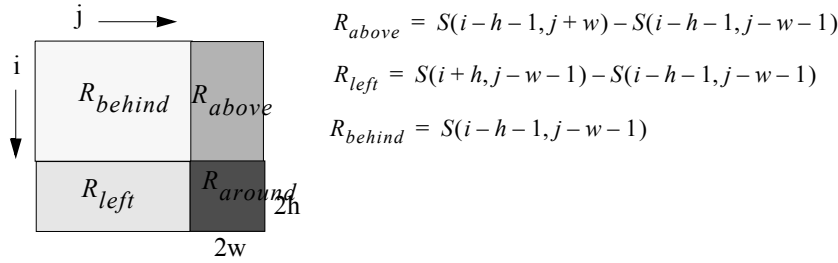 j
i
R_behind R_above
R_left R_around
2h
2w
R_above = S(i–h–1, j+w)–S(i–h–1, j–w–1)
R_left = S(i+h, j–w–1)–S(i–h–1, j–w–1)
R_behind = S(i–h–1, j–w–1)